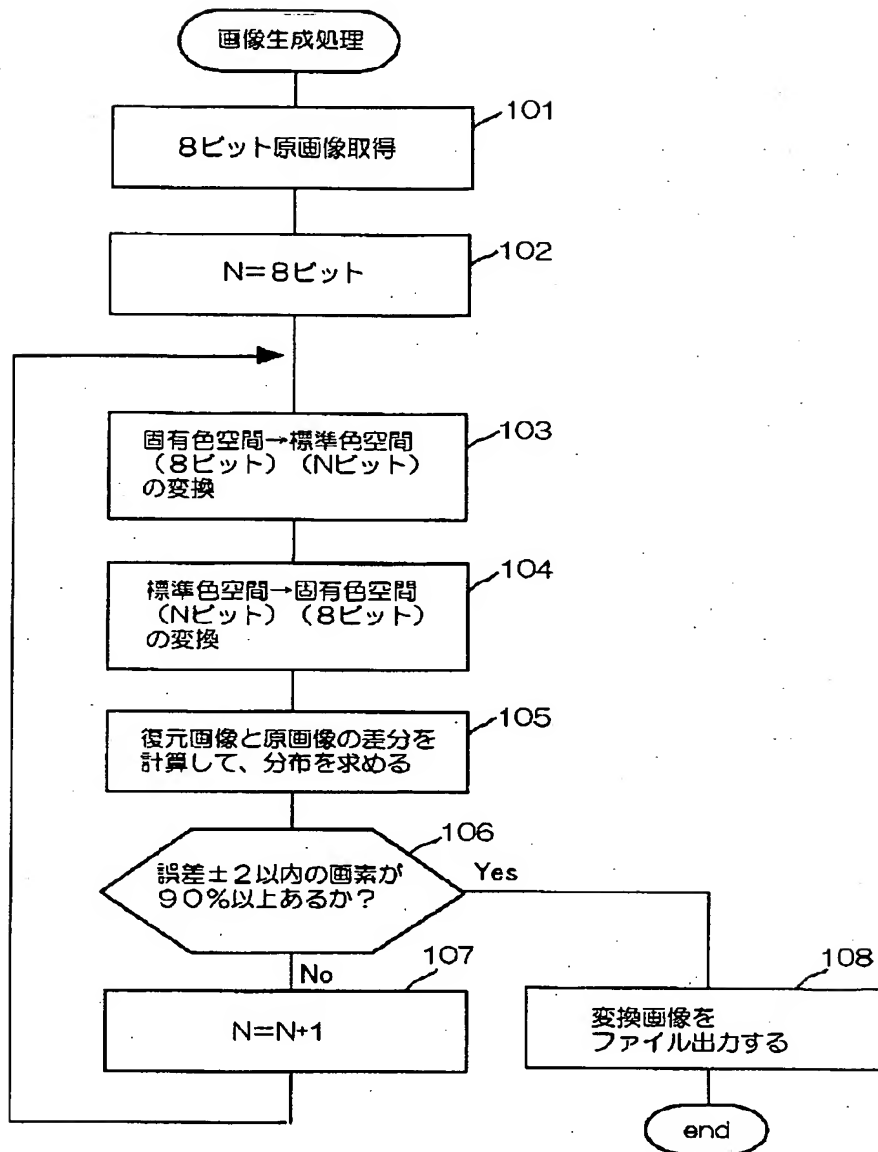 画像生成処理
101
8ビット原画像取得
102
N=8ビット
103
固有色空間→標準色空間
(8ビット) (Nビット)
の変換
104
標準色空間→固有色空間
(Nビット) (8ビット)
の変換
105
復元画像と原画像の差分を
計算して、分布を求める
106
誤差±2以内の画素が
90%以上あるか?
Yes
No
107
N=N+1
108
変換画像を
ファイル出力する
end